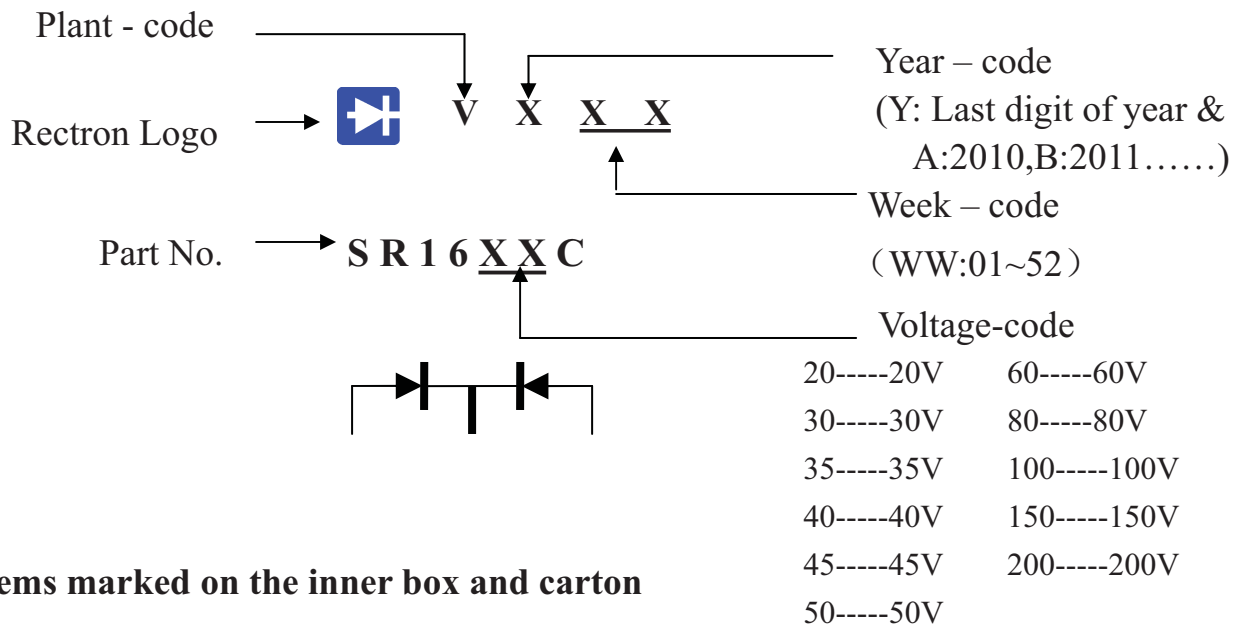 Plant - code
Year – code
V X X X
(Y: Last digit of year &
A:2010,B:2011……)
Rectron Logo
Week – code
（WW:01~52）
Part No.
S R 1 6 X X C
Voltage-code
20-----20V 60-----60V
30-----30V 80-----80V
35-----35V 100-----100V
40-----40V 150-----150V
45-----45V 200-----200V
50-----50V
marked on the inner box and carton